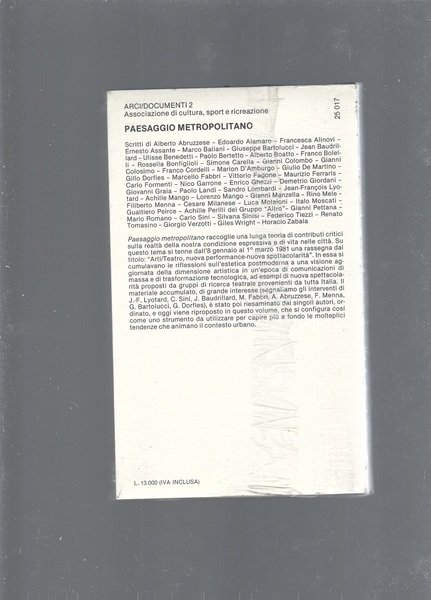 ARCI/DOCUMENTI 2
Associazione di cultura, sport e ricreazione
25 017
PAESAGGIO METROPOLITANO
Scritti di Alberto Abruzzese – Edoardo Alamaro – Francesca Alinovi –
Ernesto Assante – Marco Baliani – Giuseppe Bartolucci – Jean Baudril-
lard – Ulisse Benedetti – Paolo Bertetto – Alberto Boatto – Franco Bolel-
li – Rossella Bonfiglioli – Simone Carella – Gianni Colombo – Gianni
Colosimo – Franco Cordelli – Marion D'Amburgo – Giulio De Martino –
Gillo Dorfles – Marcello Fabbri – Vittorio Fagone – Maurizio Ferraris –
Carlo Formenti – Nico Garrone – Enrico Ghezzi – Demetrio Giordani –
Giovanni Graia – Paolo Landi – Sandro Lombardi – Jean-François Lyo-
tard – Achille Mango – Lorenzo Mango – Gianni Manzella – Rino Mele –
Filiberto Menna – Cesare Milanese – Luca Moleioni – Italo Moscati –
Gualtiero Peirce – Achille Perilli del Gruppo "Altro" – Gianni Pettana –
Mario Romano – Carlo Sini – Silvana Sinisi – Federico Tiezzi – Renato
Tomasino – Giorgio Verzotti – Giles Wright – Horacio Zabala
Paesaggio metropolitano raccoglie una lunga teoria di contributi critici
sulla realtà della nostra condizione espressiva e di vita nelle città. Su
questo tema si tenne dall'8 gennaio al 1º marzo 1981 una rassegna dal
titolo: "Arti/Teatro, nuova performance-nuova spettacolarità". In essa si
cumulavano le riflessioni sull'estetica postmoderna a una visione ag-
giornata della dimensione artistica in un'epoca di comunicazioni di
massa e di trasformazione tecnologica, ad esempi di nuova spettacola-
rità proposti da gruppi di ricerca teatrale provenienti da tutta Italia. Il
materiale accumulato, di grande interesse (segnaliamo gli interventi di
J.-F. Lyotard, C. Sini, J. Baudrillard, M. Fabbri, A. Abruzzese, F. Menna,
G. Bartolucci, G. Dorfles), è stato poi riesaminato dai singoli autori, or-
dinato, e oggi viene riproposto in questo volume, che si configura così
come uno strumento da utilizzare per capire più a fondo le molteplici
tendenze che animano il contesto urbano.
L. 13.000 (IVA INCLUSA)